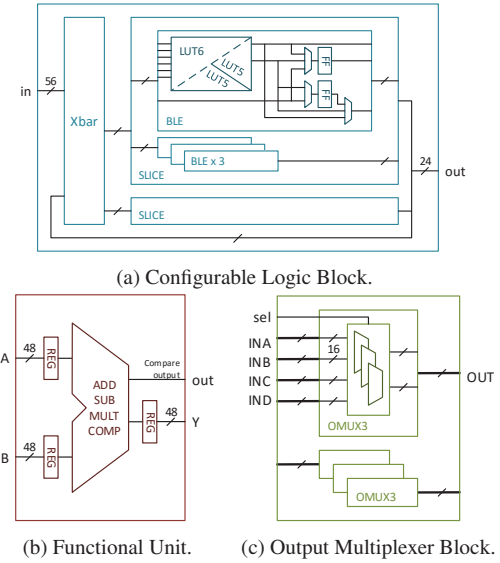 in
56
Xbar
LUT6
LUT5
LUT5
FF
FF
BLE
BLE x 3
SLICE
SLICE
24
out
(a) Configurable Logic Block.
A
48
REG
B
48
REG
ADD
SUB
MULT
COMP
Compare
output
out
REG
48
Y
(b) Functional Unit.
sel
INA
16
INB
INC
IND
OMUX3
OUT
OMUX3
(c) Output Multiplexer Block.